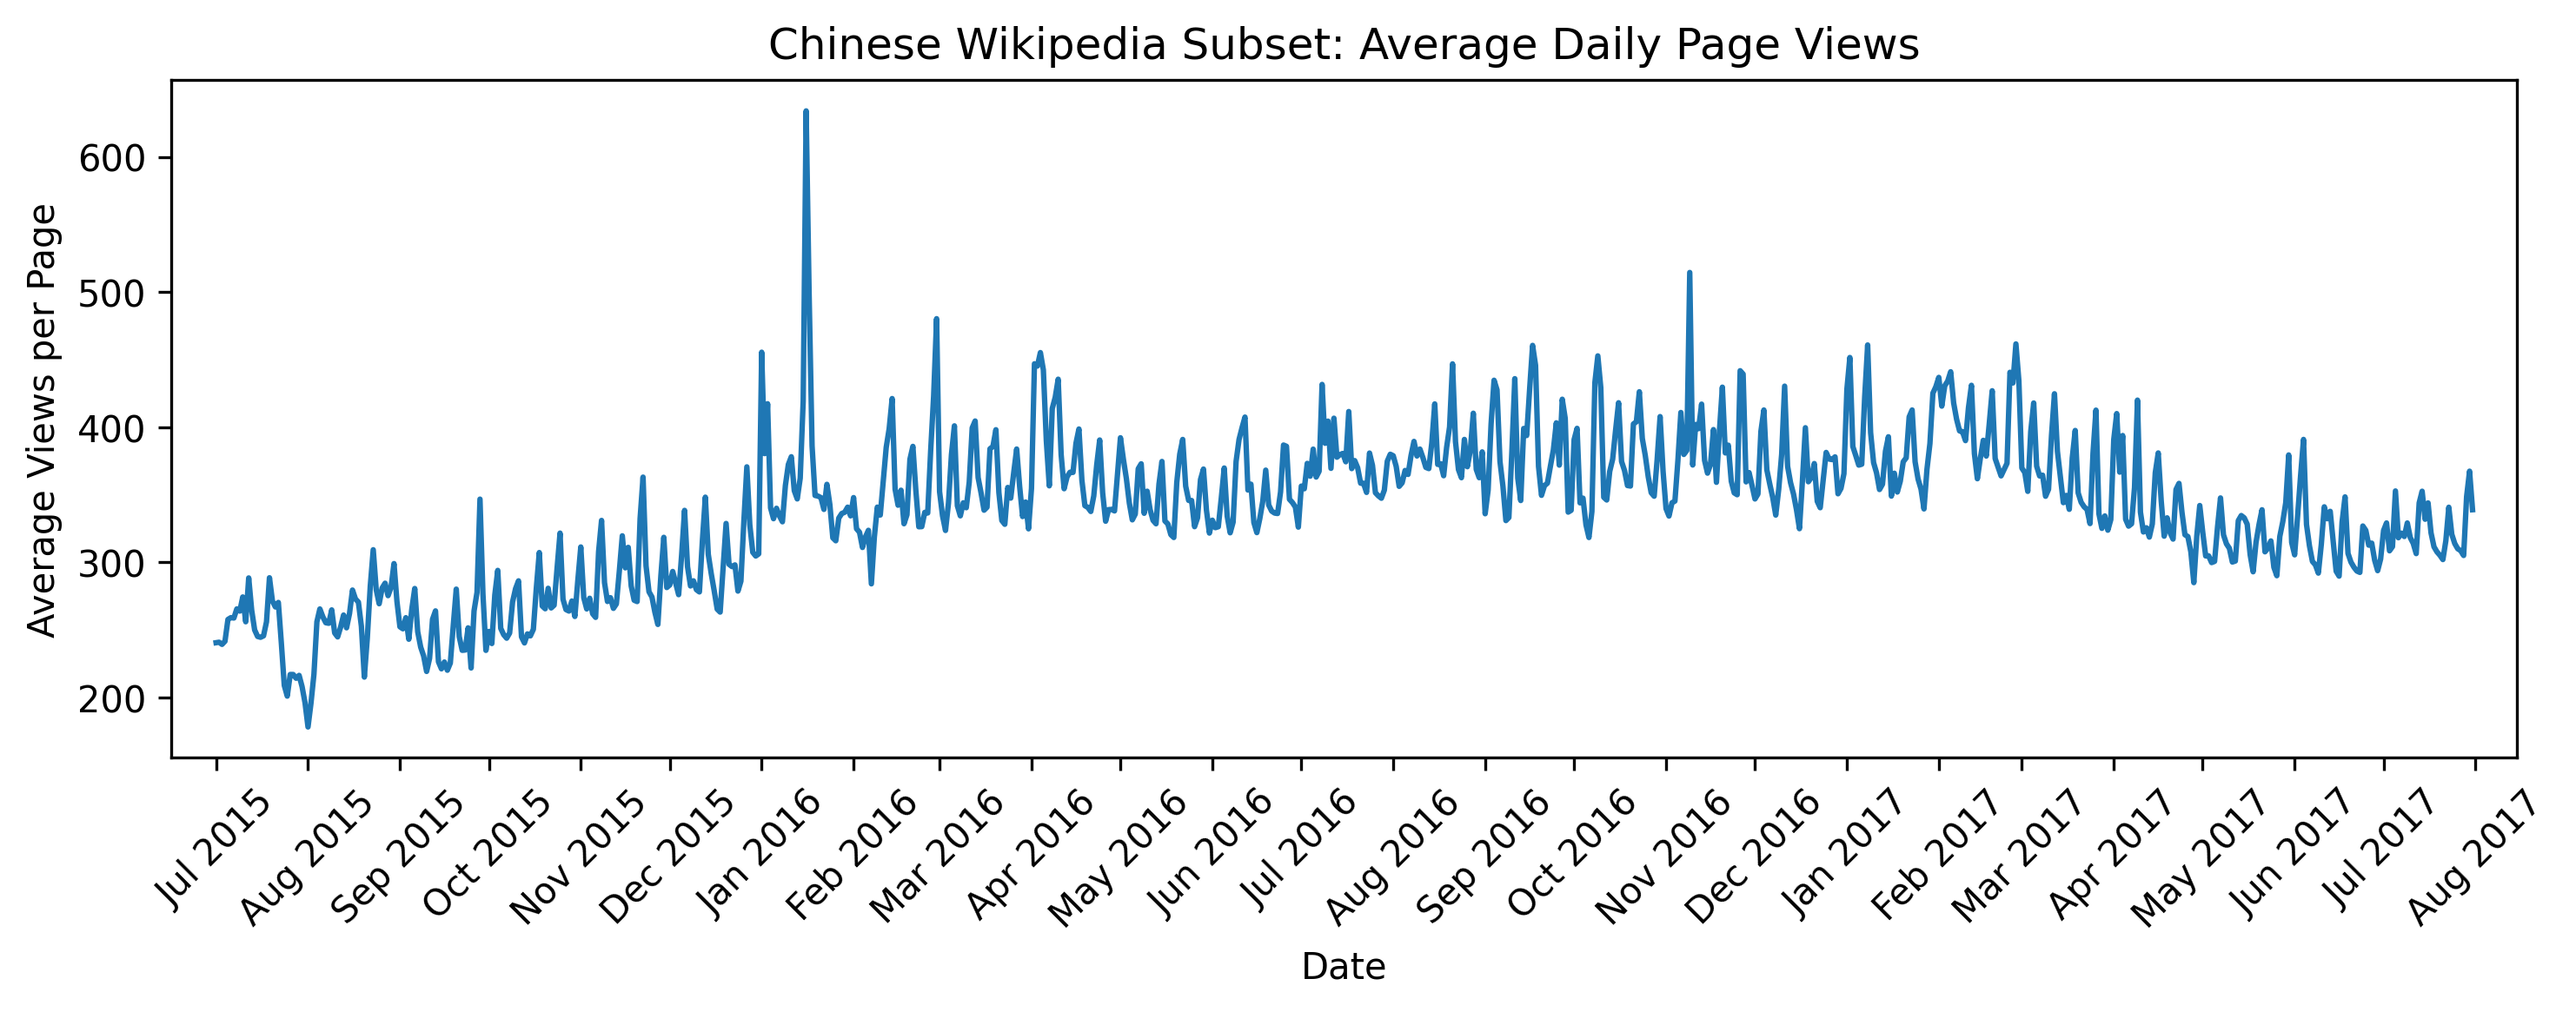 Chinese Wikipedia Subset: Average Daily Page Views
Average Views per Page
600
500
400
300
200
Jul 2015
Aug 2015
Sep 2015
Oct 2015
Nov 2015
Dec 2015
Jan 2016
Feb 2016
Mar 2016
Apr 2016
May 2016
Jun 2016
Jul 2016
Aug 2016
Sep 2016
Oct 2016
Nov 2016
Dec 2016
Jan 2017
Feb 2017
Mar 2017
Apr 2017
May 2017
Jun 2017
Jul 2017
Aug 2017
Date